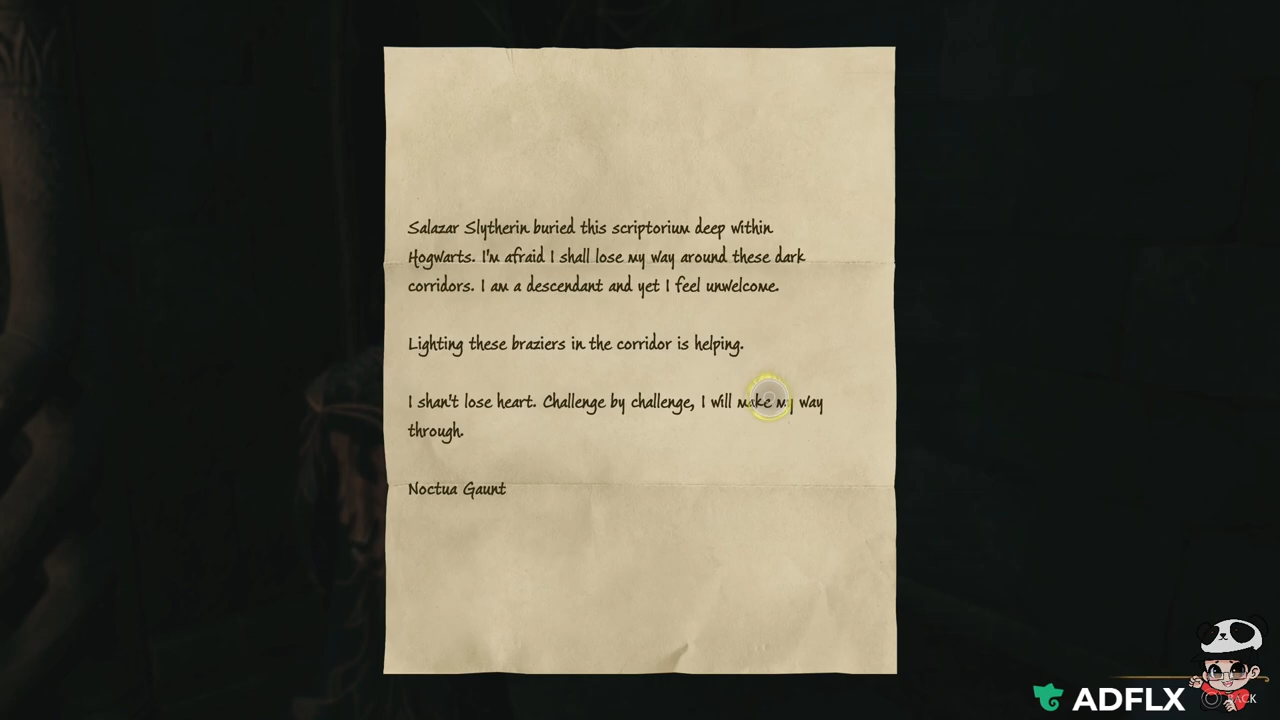 Salazar Slytherin buried this scriptorium deep within
Hogwarts. I'm afraid I shall lose my way around these dark
corridors. I am a descendant and yet I feel unwelcome.
Lighting these braziers in the corridor is helping.
I shan't lose heart. Challenge by challenge, I will make my way
through.
Noctua Gaunt
ADFLX
BACK